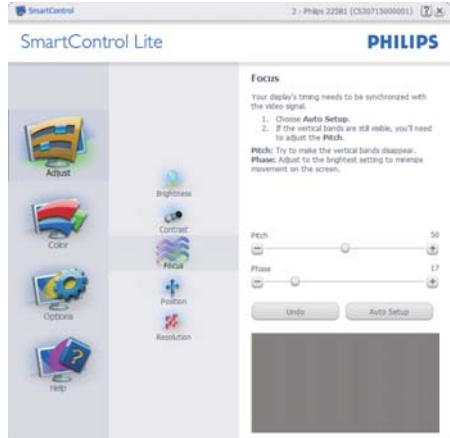 SmartControl
2 - Philips 225B1 (CS30715000001)
SmartControl Lite
PHILIPS
Adjust
Color
Options
Help
Brightness
Contrast
Focus
Position
Resolution
Focus
Your display's timing needs to be synchronized with
the video signal.
1. Choose Auto Setup.
2. If the vertical bands are still visible, you'll need
to adjust the Pitch.
Pitch: Try to make the vertical bands disappear.
Phase: Adjust to the brightest setting to minimize
movement on the screen.
Pitch 50
Phase 17
Undo Auto Setup